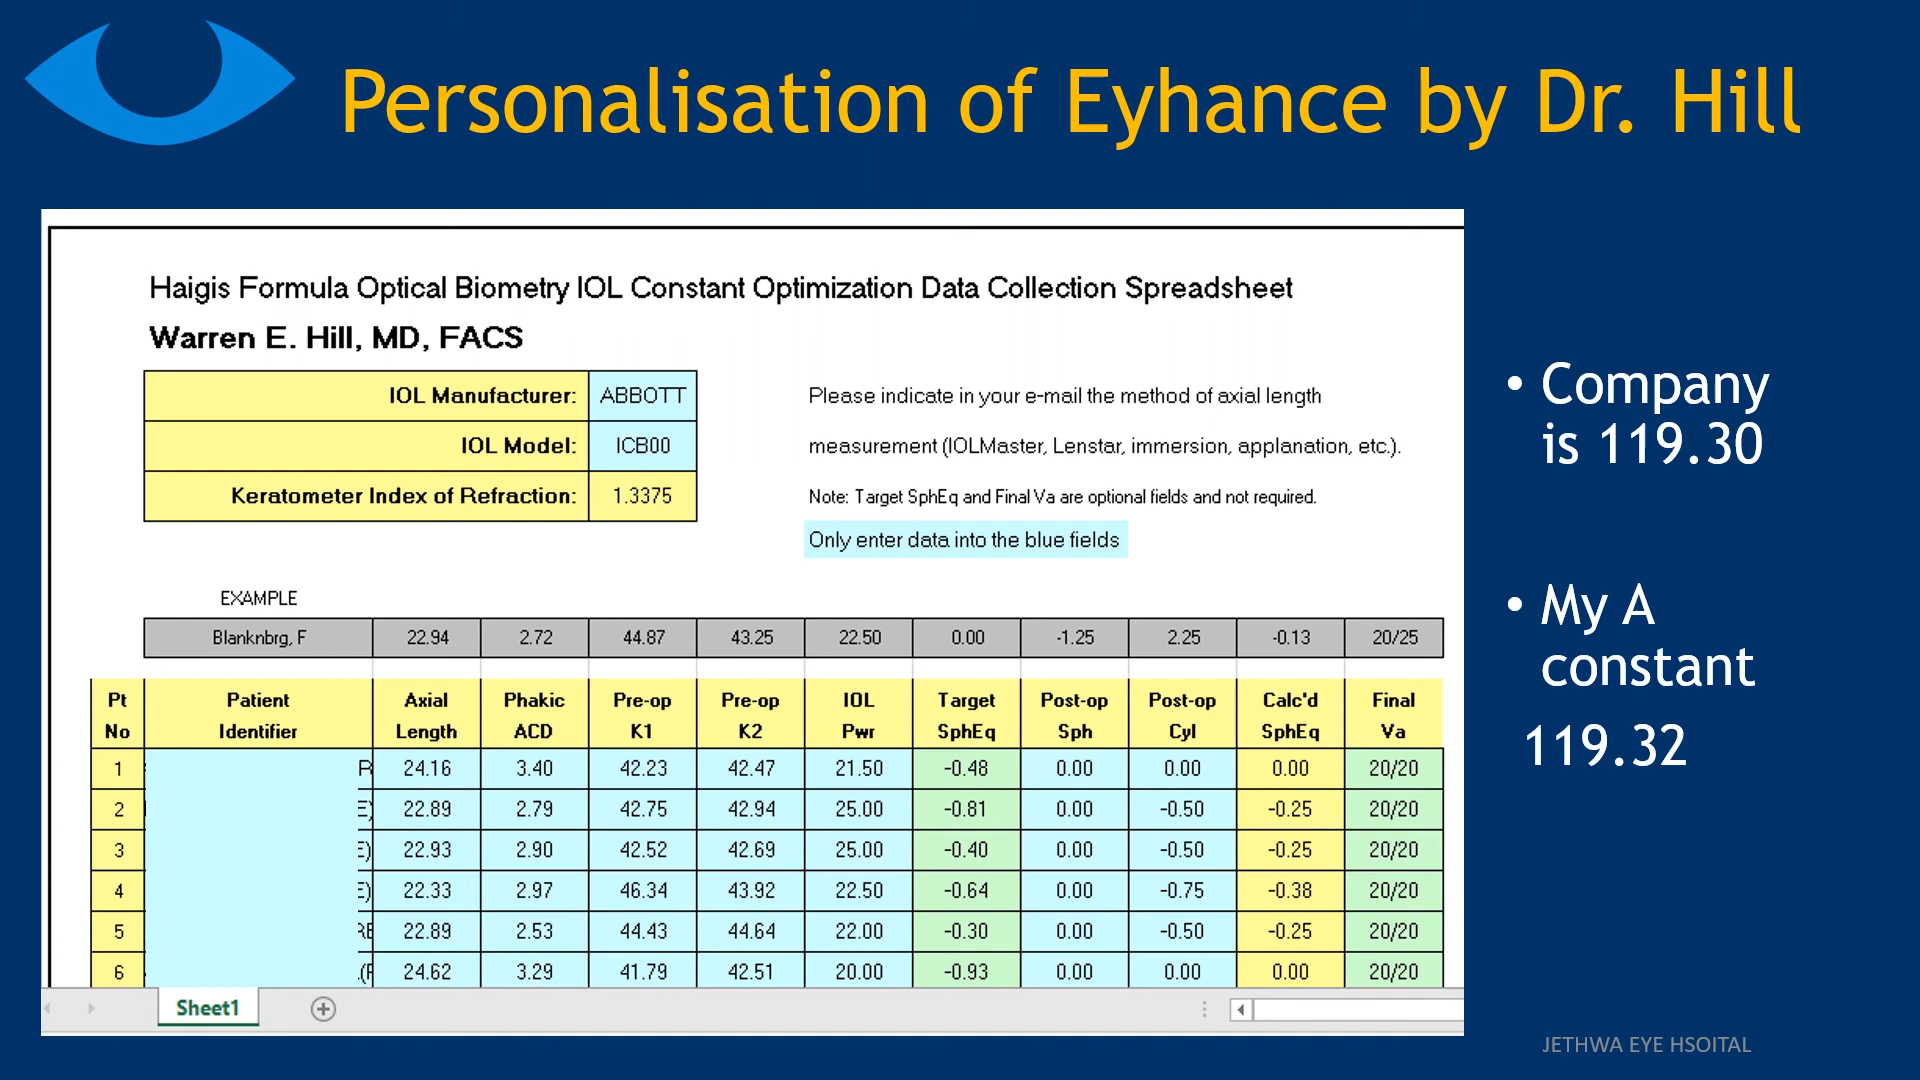 Personalisation of Eyhance by Dr. Hill
Haigis Formula Optical Biometry IOL Constant Optimization Data Collection Spreadsheet
Warren E. Hill, MD, FACS
IOL Manufacturer: ABBOTT
IOL Model: ICB00
Keratometer Index of Refraction: 1.3375
Please indicate in your e-mail the method of axial length
measurement (IOLMaster, Lenstar, immersion, applanation, etc.).
Note: Target SphEq and Final Va are optional fields and not required.
Only enter data into the blue fields
EXAMPLE
Blanknbrg, F 22.94 2.72 44.87 43.25 22.50 0.00 -1.25 2.25 -0.13 20/25
Pt Patient Axial Phakic Pre-op Pre-op IOL Target Post-op Post-op Calc'd Final
No Identifier Length ACD K1 K2 Pwr SphEq Sph Cyl SphEq Va
1 24.16 3.40 42.23 42.47 21.50 -0.48 0.00 0.00 0.00 20/20
2 E) 22.89 2.79 42.75 42.94 25.00 -0.81 0.00 -0.50 -0.25 20/20
3 E) 22.93 2.90 42.52 42.69 25.00 -0.40 0.00 -0.50 -0.25 20/20
4 E) 22.33 2.97 46.34 43.92 22.50 -0.64 0.00 -0.75 -0.38 20/20
5 RE 22.89 2.53 44.43 44.64 22.00 -0.30 0.00 -0.50 -0.25 20/20
6 24.62 3.29 41.79 42.51 20.00 -0.93 0.00 0.00 0.00 20/20
Sheet1
• Company
is 119.30
• My A
constant
119.32
JETHWA EYE HSOITAL